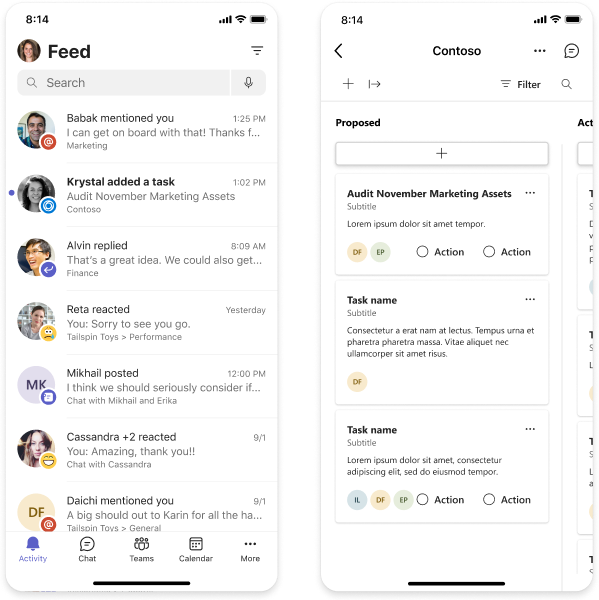 8:14
Feed
Search
Babak mentioned you 1:25 PM
I can get on board with that! Thanks f...
Marketing
Krystal added a task 1:02 PM
Audit November Marketing Assets
Contoso
Alvin replied 8:09 AM
That's a great idea. We could also get...
Finance
Reta reacted Yesterday
You: Sorry to see you go.
Tailspin Toys > Performance
MK
Mikhail posted 12:00 PM
I think we should seriously consider if...
Chat with Mikhail and Erika
Cassandra +2 reacted 9/1
You: Amazing, thank you!!
Chat with Cassandra
DF
Daichi mentioned you 9/1
A big should out to Karin for all the ha...
Tailspin Toys > General
Activity Chat Teams Calendar More
8:14
Contoso
Filter
Proposed
Audit November Marketing Assets
Subtitle
Lorem ipsum dolor sit amet tempor.
DF EP Action Action
Task name
Subtitle
Consectetur a erat nam at lectus. Tempus urna et
pharetra pharetra massa. Vitae aliquet nec
ullamcorper sit amet risus.
DF
Task name
Subtitle
Lorem ipsum dolor sit amet, consectetur
adipiscing elit, sed do eiusmod tempor.
IL DF EP Action Action